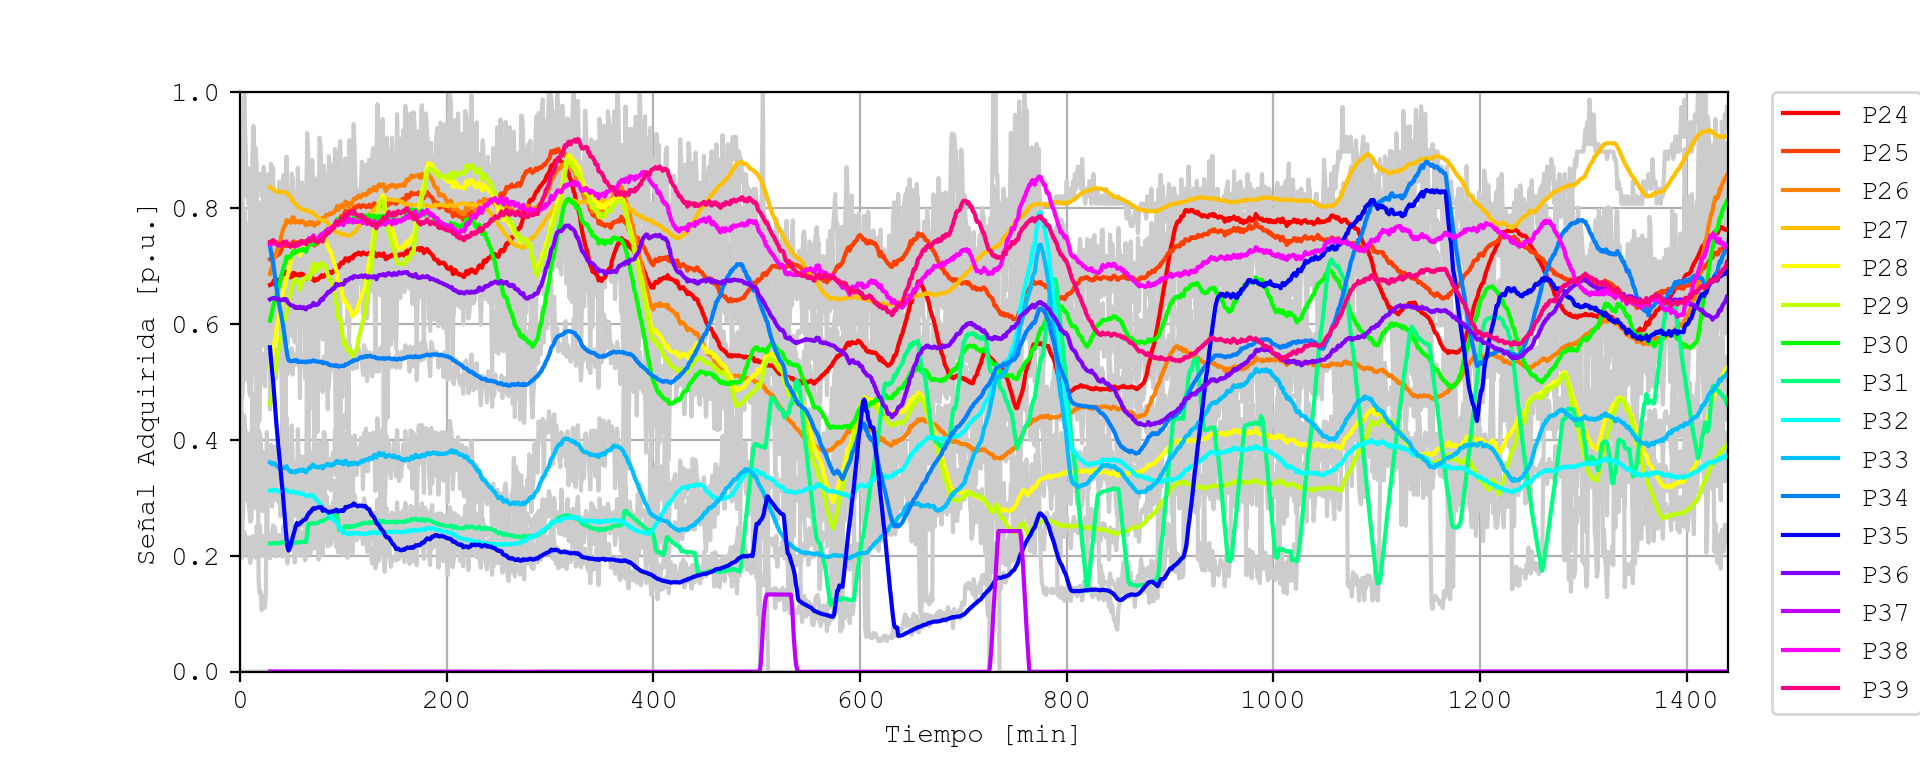 1.0
0.8
0.6
0.4
0.2
0.0
Señal Adquirida [p.u.]
0 200 400 600 800 1000 1200 1400
Tiempo [min]
P24
P25
P26
P27
P28
P29
P30
P31
P32
P33
P34
P35
P36
P37
P38
P39